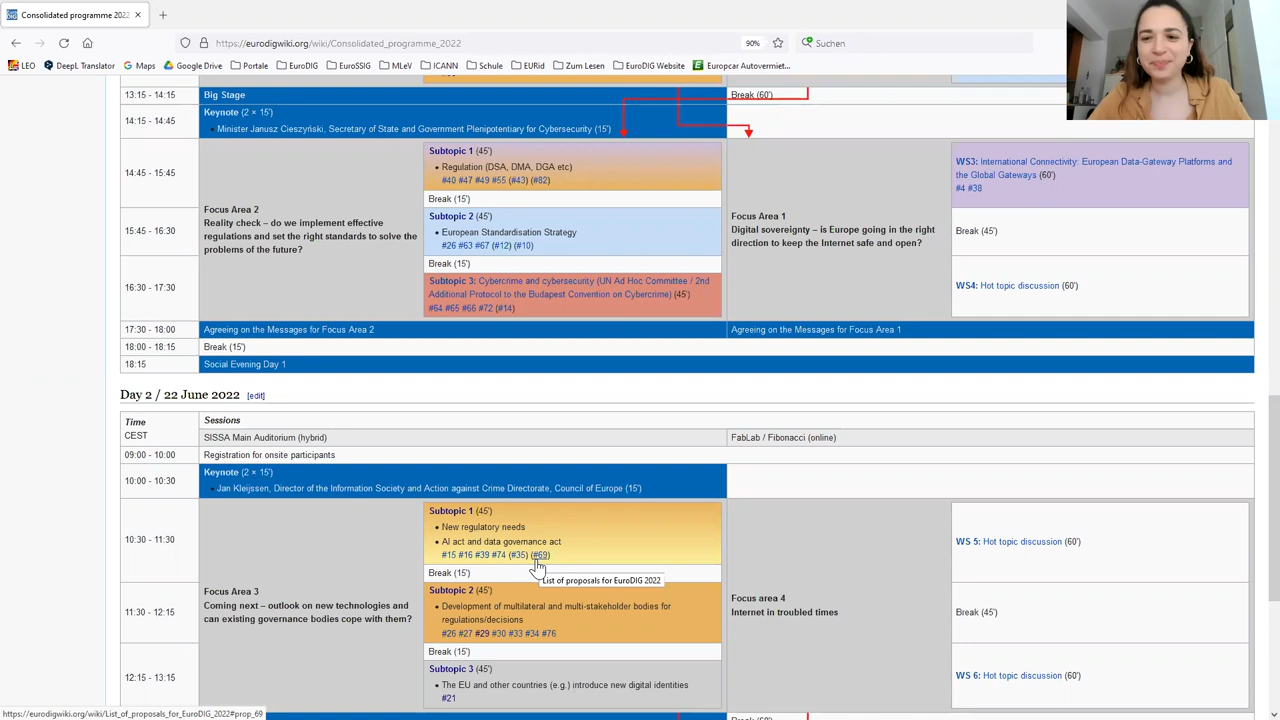 Consolidated programme 2022
https://eurodigwiki.org/wiki/Consolidated_programme_2022
90%
Suchen
LEO
DeepL Translator
Maps
Google Drive
Portale
EuroDIG
EuroSSIG
MLeV
ICANN
Schule
EURid
Zum Lesen
EuroDIG Website
Europcar Autovermiet...
13:15 - 14:15
Big Stage
Break (60')
14:15 - 14:45
Keynote (2 × 15')
Minister Janusz Cieszyński, Secretary of State and Government Plenipotentiary for Cybersecurity (15')
14:45 - 15:45
Focus Area 2
Reality check – do we implement effective
regulations and set the right standards to solve the
problems of the future?
Subtopic 1 (45')
Regulation (DSA, DMA, DGA etc)
#40 #47 #49 #55 (#43) (#82)
Break (15')
Focus Area 1
Digital sovereignty – is Europe going in the right
direction to keep the Internet safe and open?
WS3: International Connectivity: European Data-Gateway Platforms and
the Global Gateways (60')
#4 #38
15:45 - 16:30
Subtopic 2 (45')
European Standardisation Strategy
#26 #63 #67 (#12) (#10)
Break (15')
Break (45')
16:30 - 17:30
Subtopic 3: Cybercrime and cybersecurity (UN Ad Hoc Committee / 2nd
Additional Protocol to the Budapest Convention on Cybercrime) (45')
#64 #65 #66 #72 (#14)
WS4: Hot topic discussion (60')
17:30 - 18:00
Agreeing on the Messages for Focus Area 2
Agreeing on the Messages for Focus Area 1
18:00 - 18:15
Break (15')
18:15
Social Evening Day 1
Day 2 / 22 June 2022 [edit]
Time
CEST
Sessions
SISSA Main Auditorium (hybrid)
FabLab / Fibonacci (online)
09:00 - 10:00
Registration for onsite participants
10:00 - 10:30
Keynote (2 × 15')
Jan Kleijssen, Director of the Information Society and Action against Crime Directorate, Council of Europe (15')
10:30 - 11:30
Focus Area 3
Coming next – outlook on new technologies and
can existing governance bodies cope with them?
Subtopic 1 (45')
New regulatory needs
AI act and data governance act
#15 #16 #39 #74 (#35) (#69)
Break (15')
List of proposals for EuroDIG 2022
Focus area 4
Internet in troubled times
WS 5: Hot topic discussion (60')
11:30 - 12:15
Subtopic 2 (45')
Development of multilateral and multi-stakeholder bodies for
regulations/decisions
#26 #27 #29 #30 #33 #34 #76
Break (15')
Break (45')
12:15 - 13:15
Subtopic 3 (45')
The EU and other countries (e.g.) introduce new digital identities
#21
WS 6: Hot topic discussion (60')
https://eurodigwiki.org/wiki/List_of_proposals_for_EuroDIG_2022#prop_69